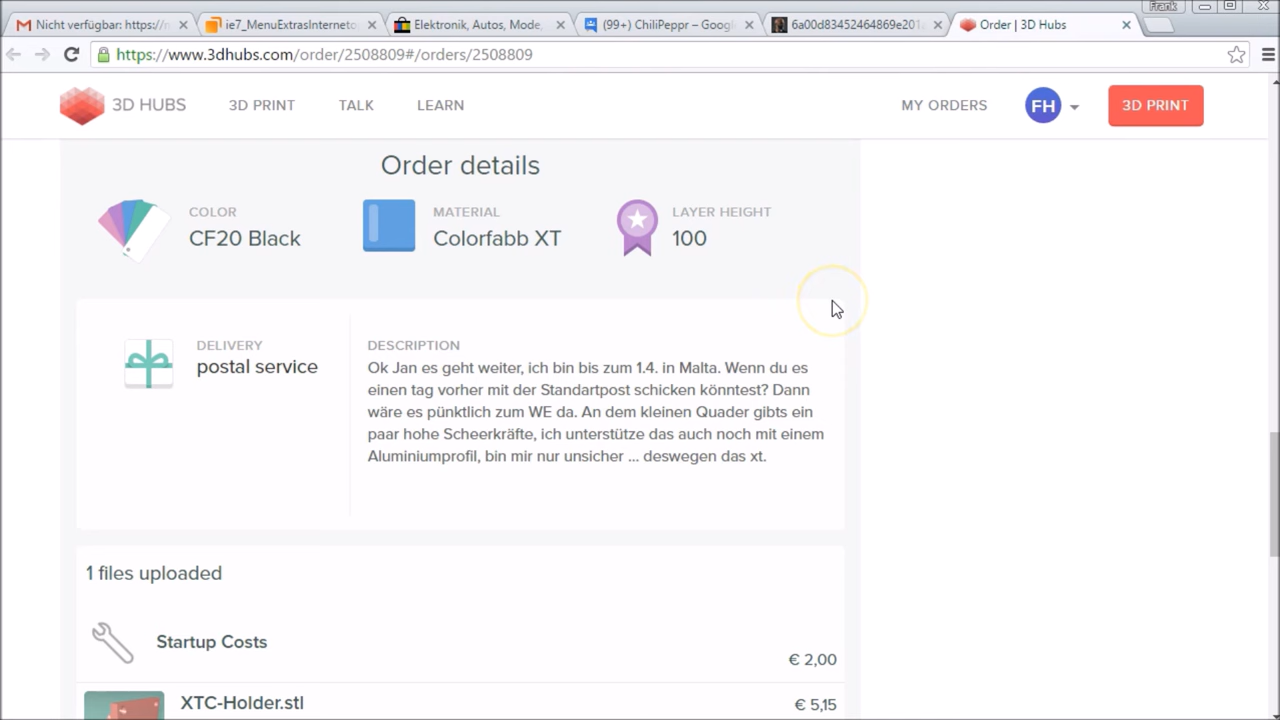 Frank
Nicht verfügbar: https://m
ie7_MenuExtrasInterneto
Elektronik, Autos, Mode,
(99+) ChiliPeppr – Googl
6a00d83452464869e201
Order | 3D Hubs
https://www.3dhubs.com/order/2508809#/orders/2508809
3D HUBS
3D PRINT
TALK
LEARN
MY ORDERS
FH
3D PRINT
Order details
COLOR
CF20 Black
MATERIAL
Colorfabb XT
LAYER HEIGHT
100
DELIVERY
postal service
DESCRIPTION
Ok Jan es geht weiter, ich bin bis zum 1.4. in Malta. Wenn du es
einen tag vorher mit der Standartpost schicken könntest? Dann
wäre es pünktlich zum WE da. An dem kleinen Quader gibts ein
paar hohe Scheerkräfte, ich unterstütze das auch noch mit einem
Aluminiumprofil, bin mir nur unsicher ... deswegen das xt.
1 files uploaded
Startup Costs
€ 2,00
XTC-Holder.stl
€ 5,15